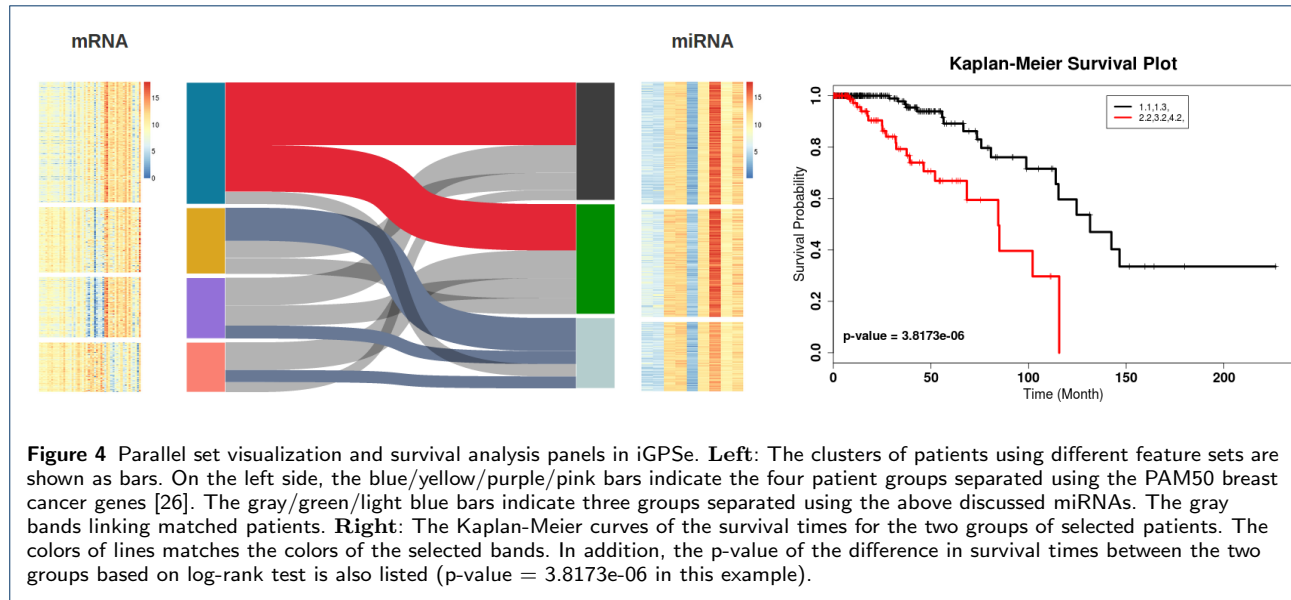 mRNA
miRNA
Kaplan-Meier Survival Plot
15
10
5
0
15
10
5
0
1.1,1.3,
2.2,3.2,4.2,
Survival Probability
1.0
0.8
0.6
0.4
0.2
0.0
p-value = 3.8173e-06
0
50
100
150
200
Time (Month)
Figure 4 Parallel set visualization and survival analysis panels in iGPSe. Left: The clusters of patients using different feature sets are
shown as bars. On the left side, the blue/yellow/purple/pink bars indicate the four patient groups separated using the PAM50 breast
cancer genes [26]. The gray/green/light blue bars indicate three groups separated using the above discussed miRNAs. The gray
bands linking matched patients. Right: The Kaplan-Meier curves of the survival times for the two groups of selected patients. The
colors of lines matches the colors of the selected bands. In addition, the p-value of the difference in survival times between the two
groups based on log-rank test is also listed (p-value = 3.8173e-06 in this example).